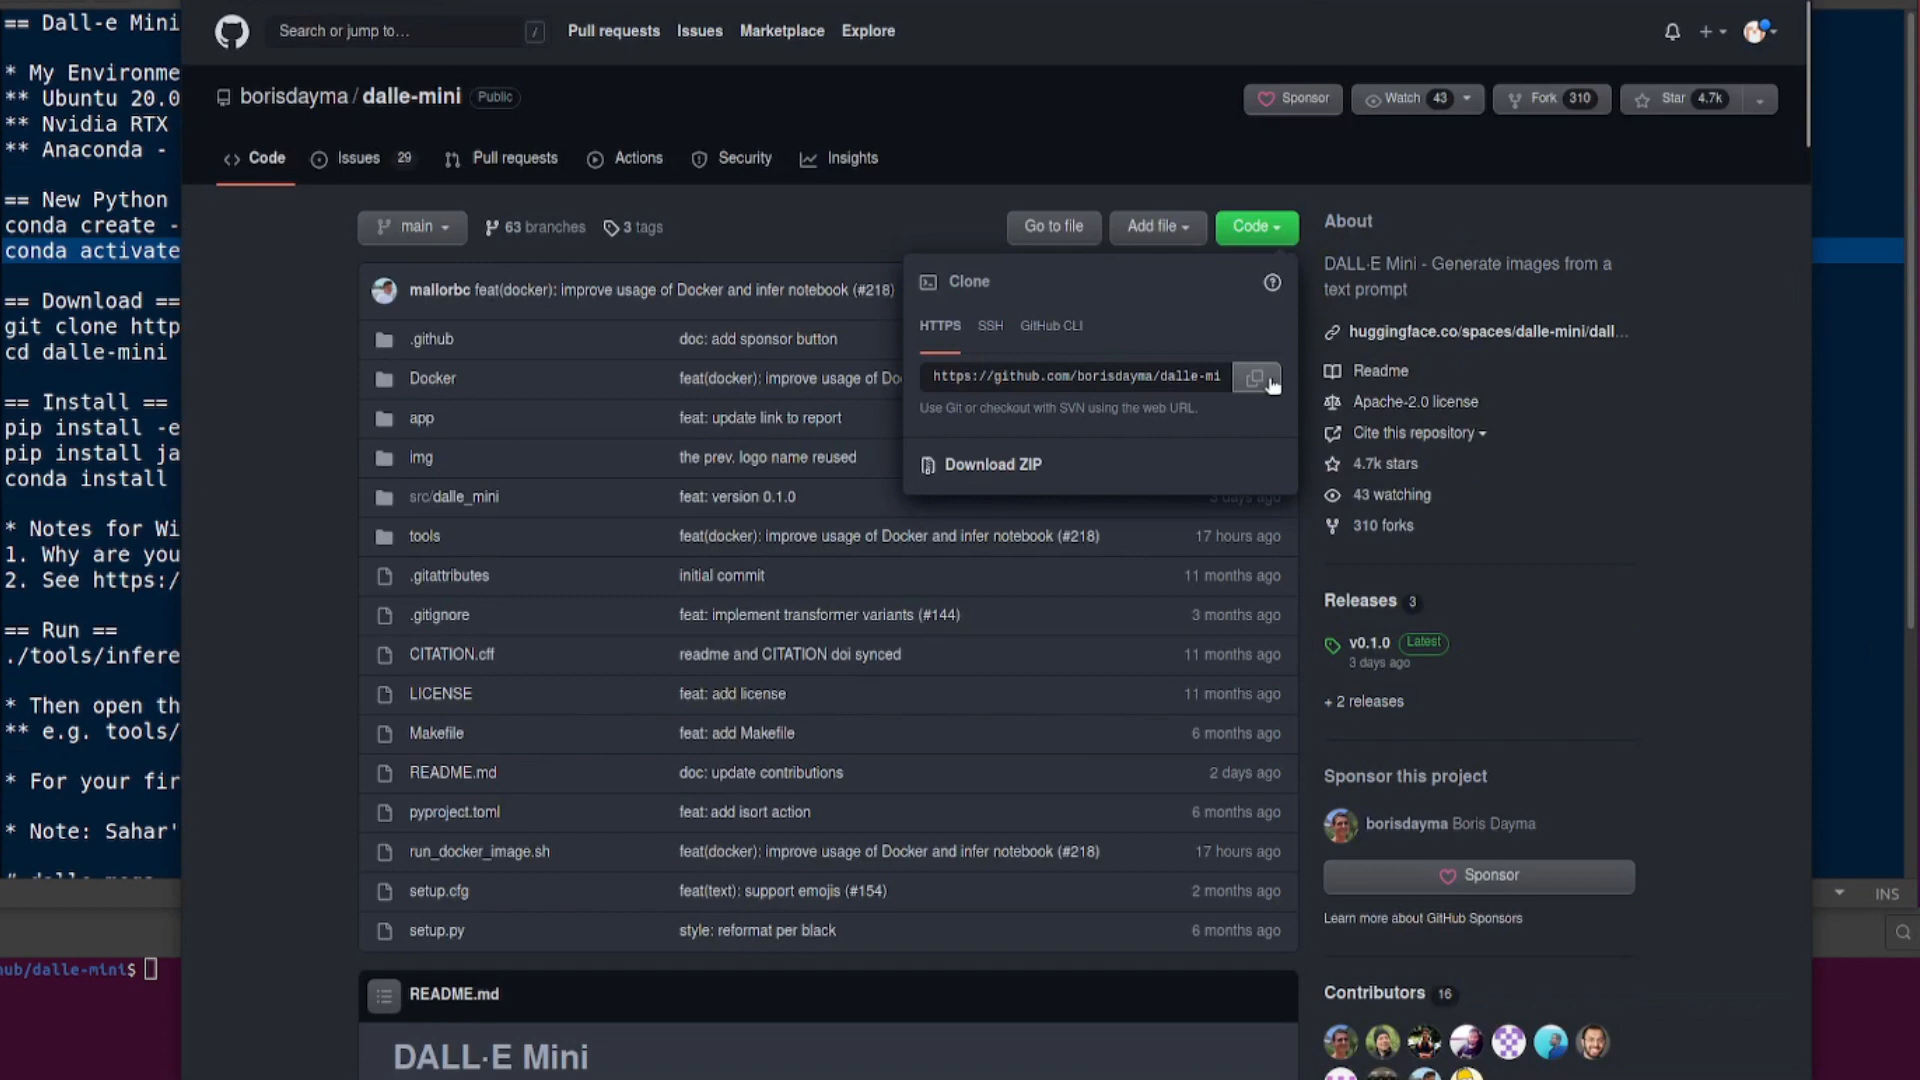 == Dall-e Mini
* My Environme
** Ubuntu 20.0
** Nvidia RTX
** Anaconda -
== New Python
conda create -
conda activate
== Download ==
git clone http
cd dalle-mini
== Install ==
pip install -e
pip install ja
conda install
* Notes for Wi
1. Why are you
2. See https:/
== Run ==
./tools/infere
* Then open th
** e.g. tools/
* For your fir
* Note: Sahar'
ub/dalle-mini$
Search or jump to… /
Pull requests Issues Marketplace Explore
borisdayma / dalle-mini Public
Sponsor Watch 43 Fork 310 Star 4.7k
Code Issues 29 Pull requests Actions Security Insights
main 63 branches 3 tags
Go to file Add file Code
mallorbc feat(docker): improve usage of Docker and infer notebook (#218)
.github doc: add sponsor button
Docker feat(docker): improve usage of Do
app feat: update link to report
img the prev. logo name reused
src/dalle_mini feat: version 0.1.0 3 days ago
tools feat(docker): improve usage of Docker and infer notebook (#218) 17 hours ago
.gitattributes initial commit 11 months ago
.gitignore feat: implement transformer variants (#144) 3 months ago
CITATION.cff readme and CITATION doi synced 11 months ago
LICENSE feat: add license 11 months ago
Makefile feat: add Makefile 6 months ago
README.md doc: update contributions 2 days ago
pyproject.toml feat: add isort action 6 months ago
run_docker_image.sh feat(docker): improve usage of Docker and infer notebook (#218) 17 hours ago
setup.cfg feat(text): support emojis (#154) 2 months ago
setup.py style: reformat per black 6 months ago
Clone
HTTPS SSH GitHub CLI
https://github.com/borisdayma/dalle-mi
Use Git or checkout with SVN using the web URL.
Download ZIP
README.md
DALL·E Mini
About
DALL·E Mini - Generate images from a
text prompt
huggingface.co/spaces/dalle-mini/dall…
Readme
Apache-2.0 license
Cite this repository
4.7k stars
43 watching
310 forks
Releases 3
v0.1.0 Latest
3 days ago
+ 2 releases
Sponsor this project
borisdayma Boris Dayma
Sponsor
Learn more about GitHub Sponsors
Contributors 16
INS